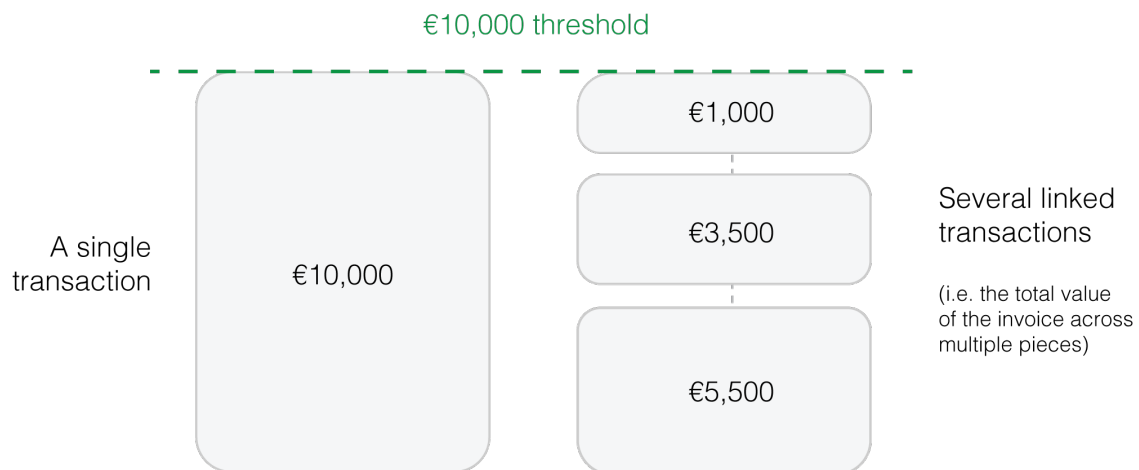 €10,000 threshold
A single
transaction
€10,000
€1,000
€3,500
€5,500
Several linked
transactions
(i.e. the total value
of the invoice across
multiple pieces)